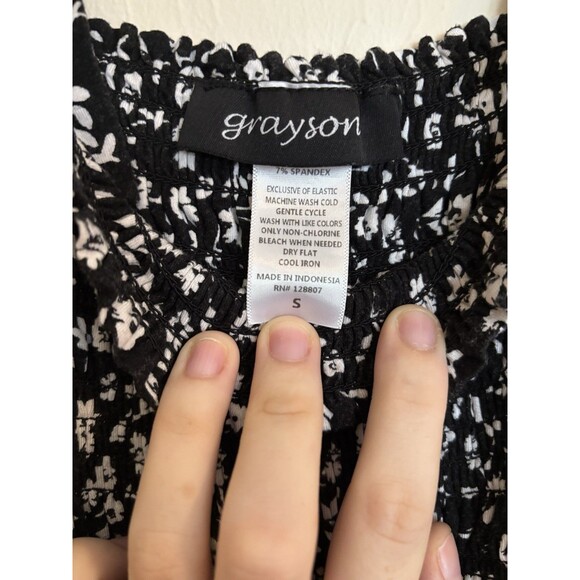 grayson
7% SPANDEX
EXCLUSIVE OF ELASTIC
MACHINE WASH COLD
GENTLE CYCLE
WASH WITH LIKE COLORS
ONLY NON-CHLORINE
BLEACH WHEN NEEDED
DRY FLAT
COOL IRON
MADE IN INDONESIA
RN# 128807
S